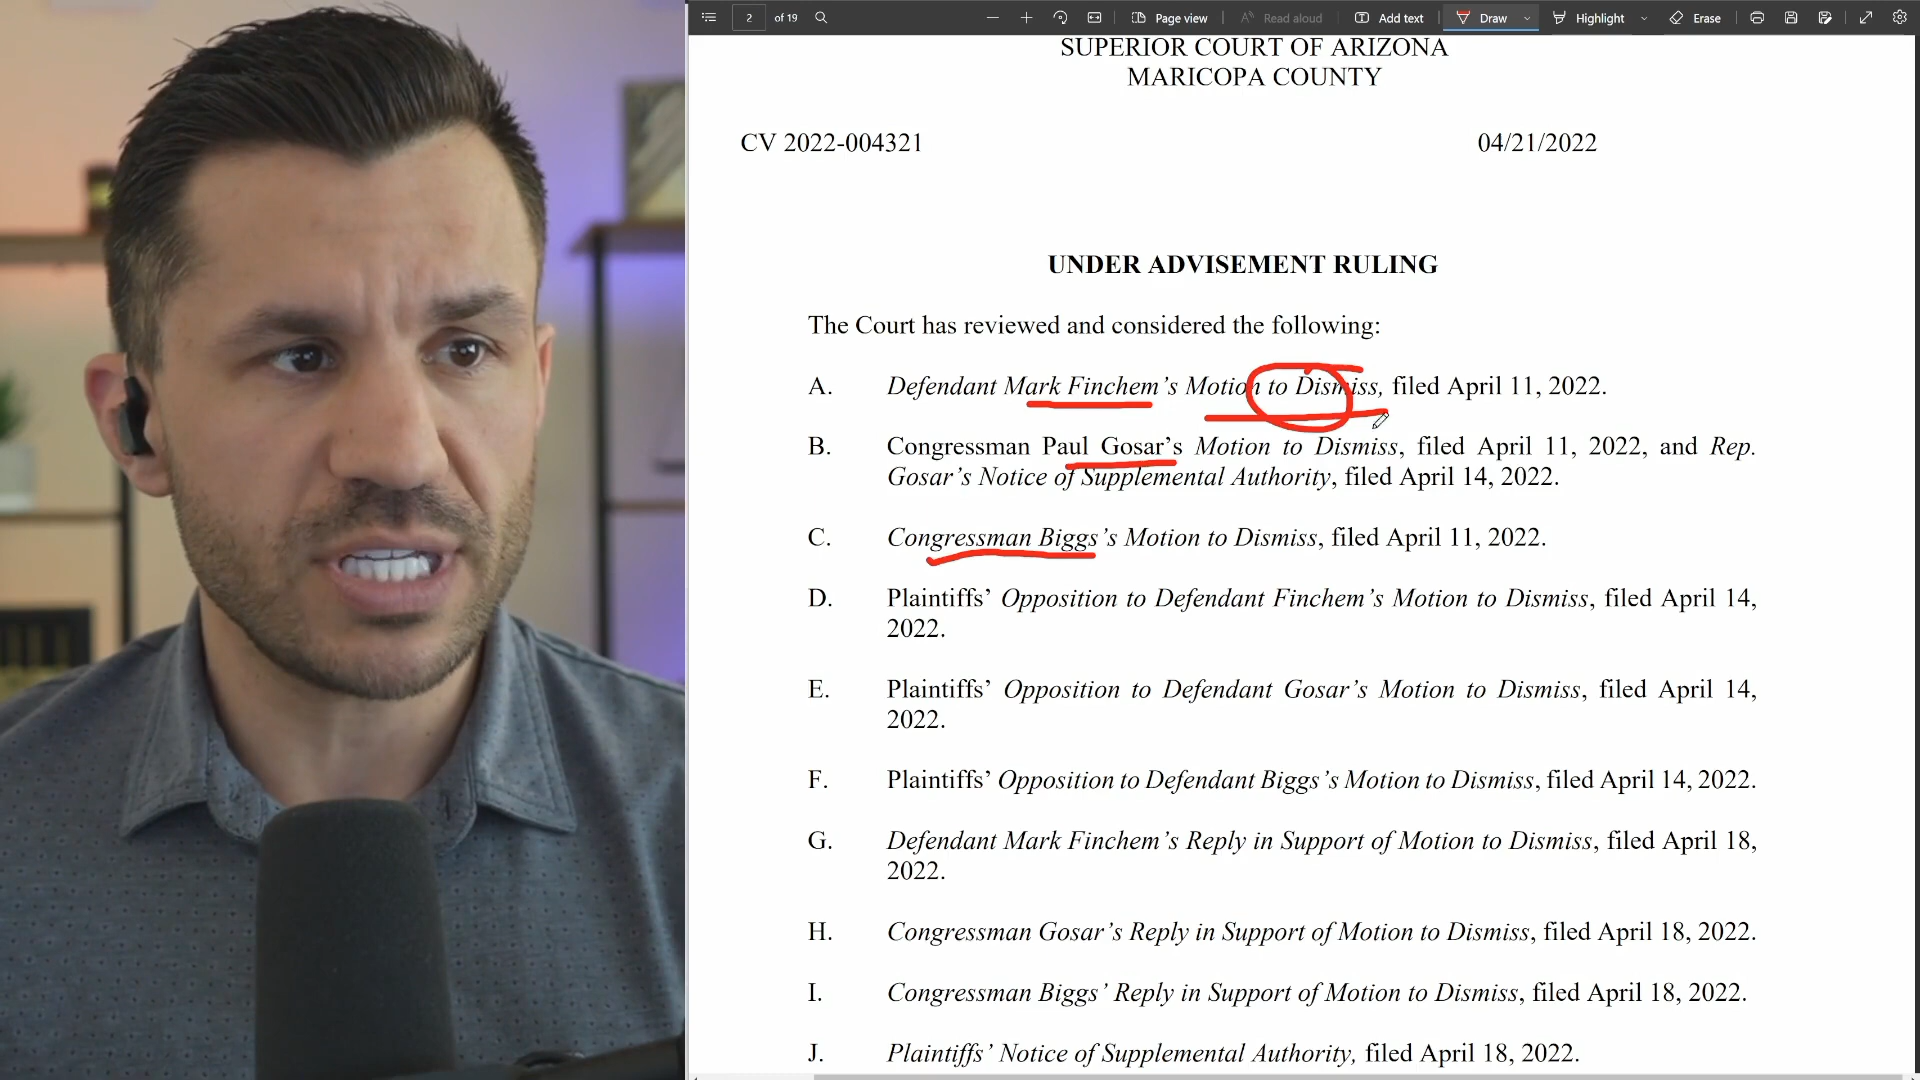 2 of 19 Page view Read aloud Add text Draw Highlight Erase
SUPERIOR COURT OF ARIZONA
MARICOPA COUNTY
CV 2022-004321 04/21/2022
UNDER ADVISEMENT RULING
The Court has reviewed and considered the following:
A. Defendant Mark Finchem’s Motion to Dismiss, filed April 11, 2022.
B. Congressman Paul Gosar’s Motion to Dismiss, filed April 11, 2022, and Rep.
Gosar’s Notice of Supplemental Authority, filed April 14, 2022.
C. Congressman Biggs’s Motion to Dismiss, filed April 11, 2022.
D. Plaintiffs’ Opposition to Defendant Finchem’s Motion to Dismiss, filed April 14,
2022.
E. Plaintiffs’ Opposition to Defendant Gosar’s Motion to Dismiss, filed April 14,
2022.
F. Plaintiffs’ Opposition to Defendant Biggs’s Motion to Dismiss, filed April 14, 2022.
G. Defendant Mark Finchem’s Reply in Support of Motion to Dismiss, filed April 18,
2022.
H. Congressman Gosar’s Reply in Support of Motion to Dismiss, filed April 18, 2022.
I. Congressman Biggs’ Reply in Support of Motion to Dismiss, filed April 18, 2022.
J. Plaintiffs’ Notice of Supplemental Authority, filed April 18, 2022.